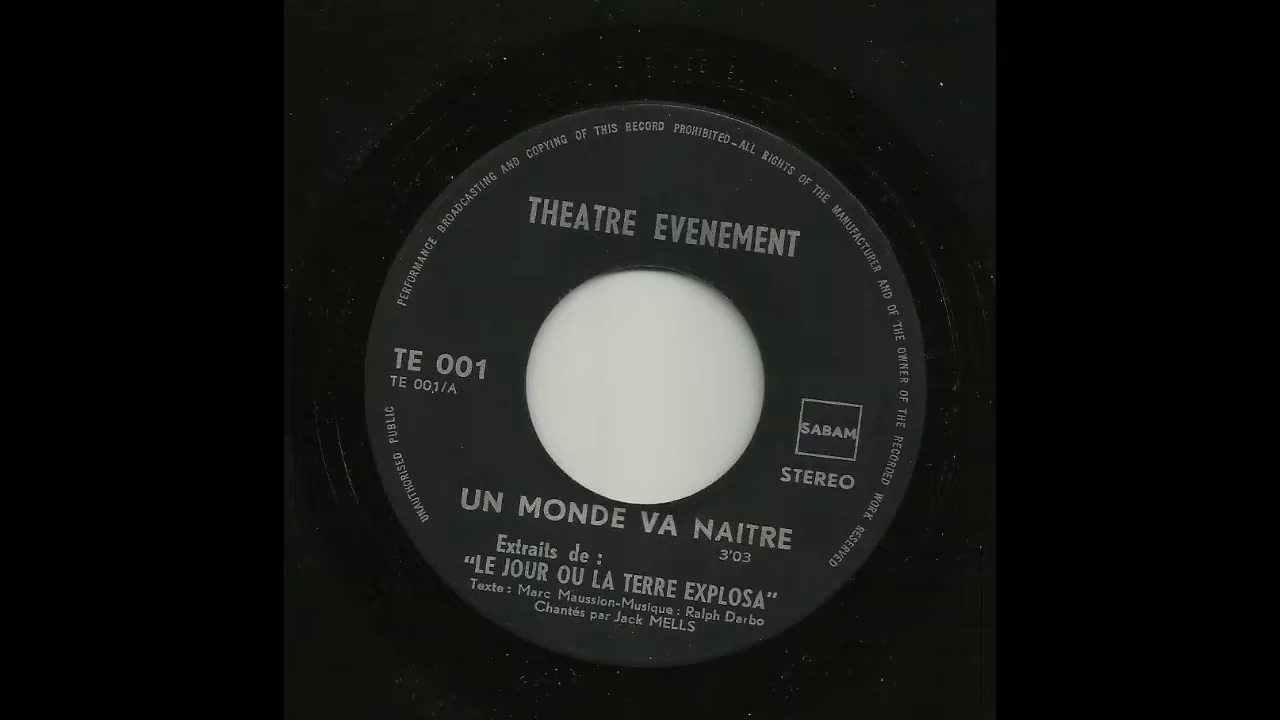 UNAUTHORISED PUBLIC PERFORMANCE BROADCASTING AND COPYING OF THIS RECORD PROHIBITED_ALL RIGHTS OF THE MANUFACTURER AND OF THE OWNER OF THE RECORDED WORK RESERVED
THEATRE EVENEMENT
TE 001
TE 001/A
SABAM
STEREO
UN MONDE VA NAITRE
3'03
Extraits de :
"LE JOUR OU LA TERRE EXPLOSA"
Texte : Marc Maussion-Musique : Ralph Darbo
Chantés par Jack MELLS